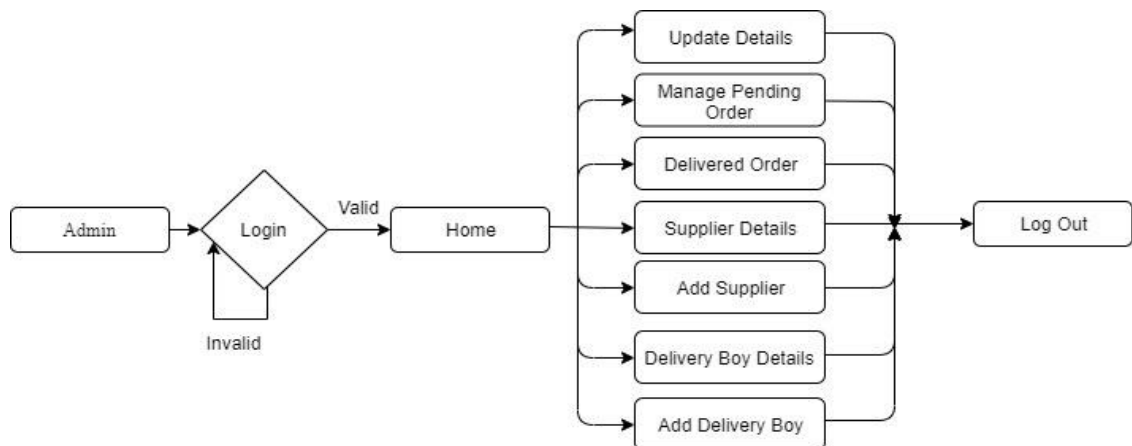 Admin
Login
Valid
Invalid
Home
Update Details
Manage Pending
Order
Delivered Order
Supplier Details
Add Supplier
Delivery Boy Details
Add Delivery Boy
Log Out